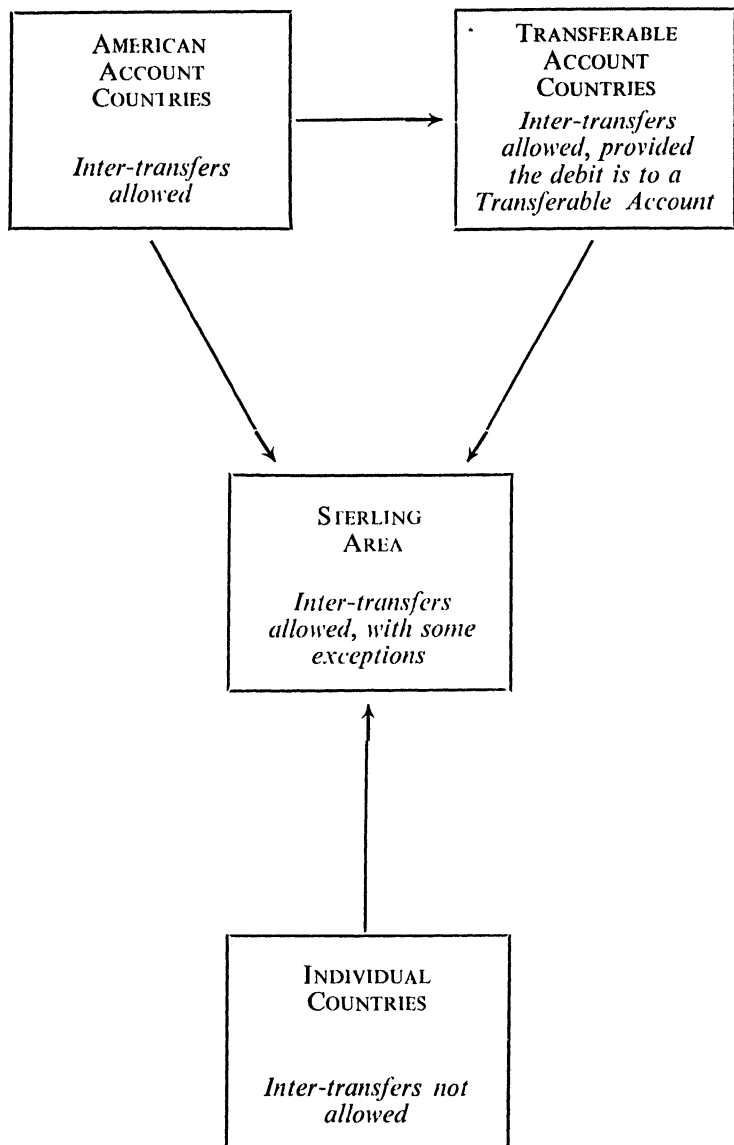 AMERICAN
ACCOUNT
COUNTRIES
Inter-transfers
allowed
TRANSFERABLE
ACCOUNT
COUNTRIES
Inter-transfers
allowed, provided
the debit is to a
Transferable Account
STERLING
AREA
Inter-transfers
allowed, with some
exceptions
INDIVIDUAL
COUNTRIES
Inter-transfers not
allowed